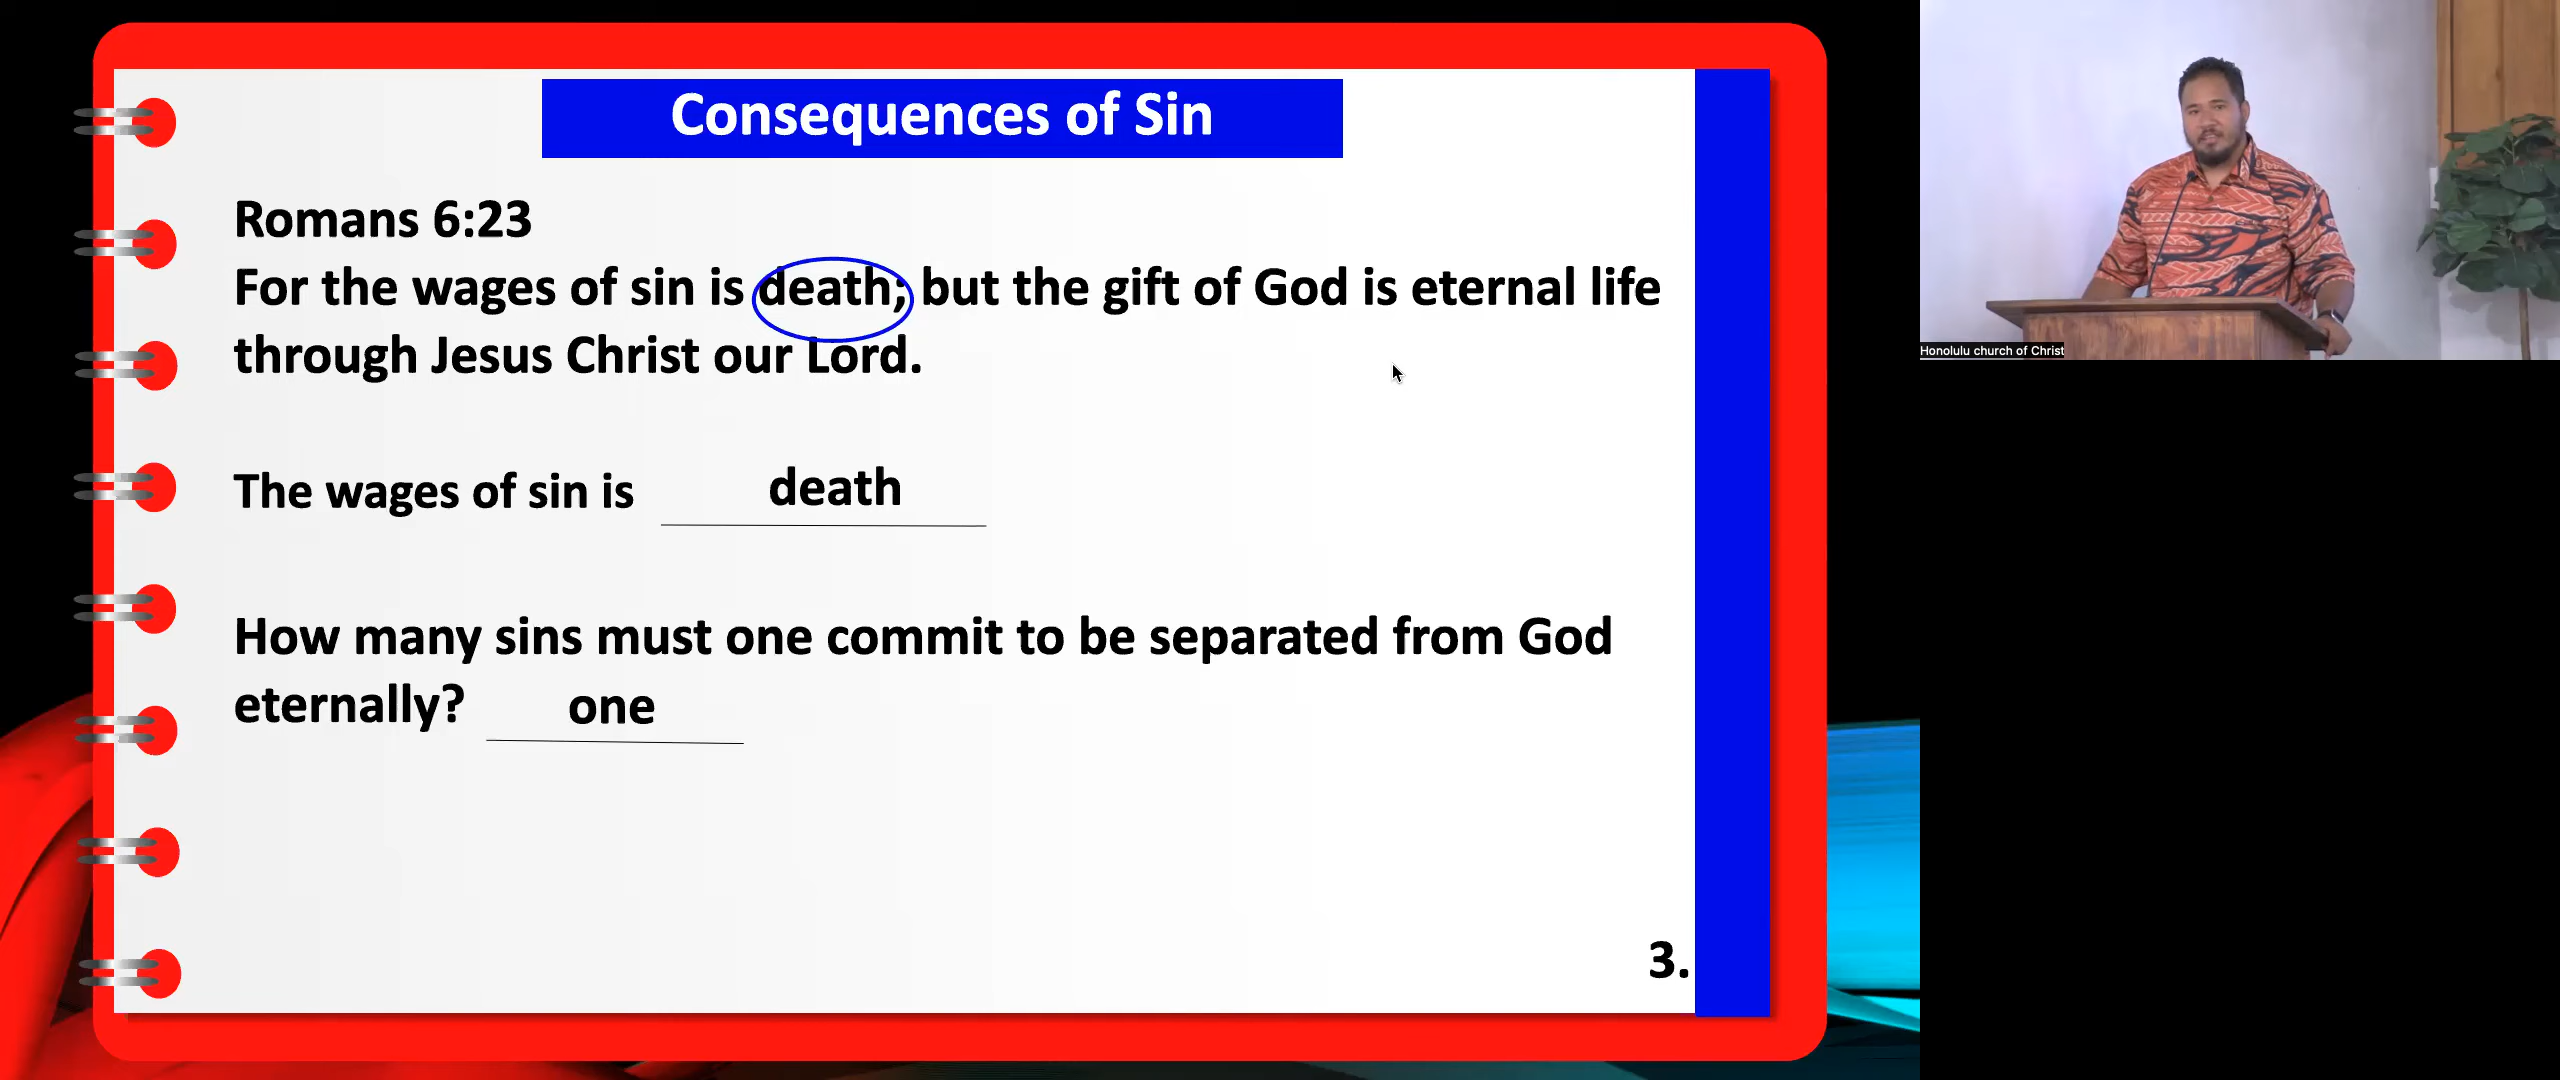 Consequences of Sin
Romans 6:23
For the wages of sin is death; but the gift of God is eternal life
through Jesus Christ our Lord.
The wages of sin is death
How many sins must one commit to be separated from God
eternally? one
3.
Honolulu church of Christ